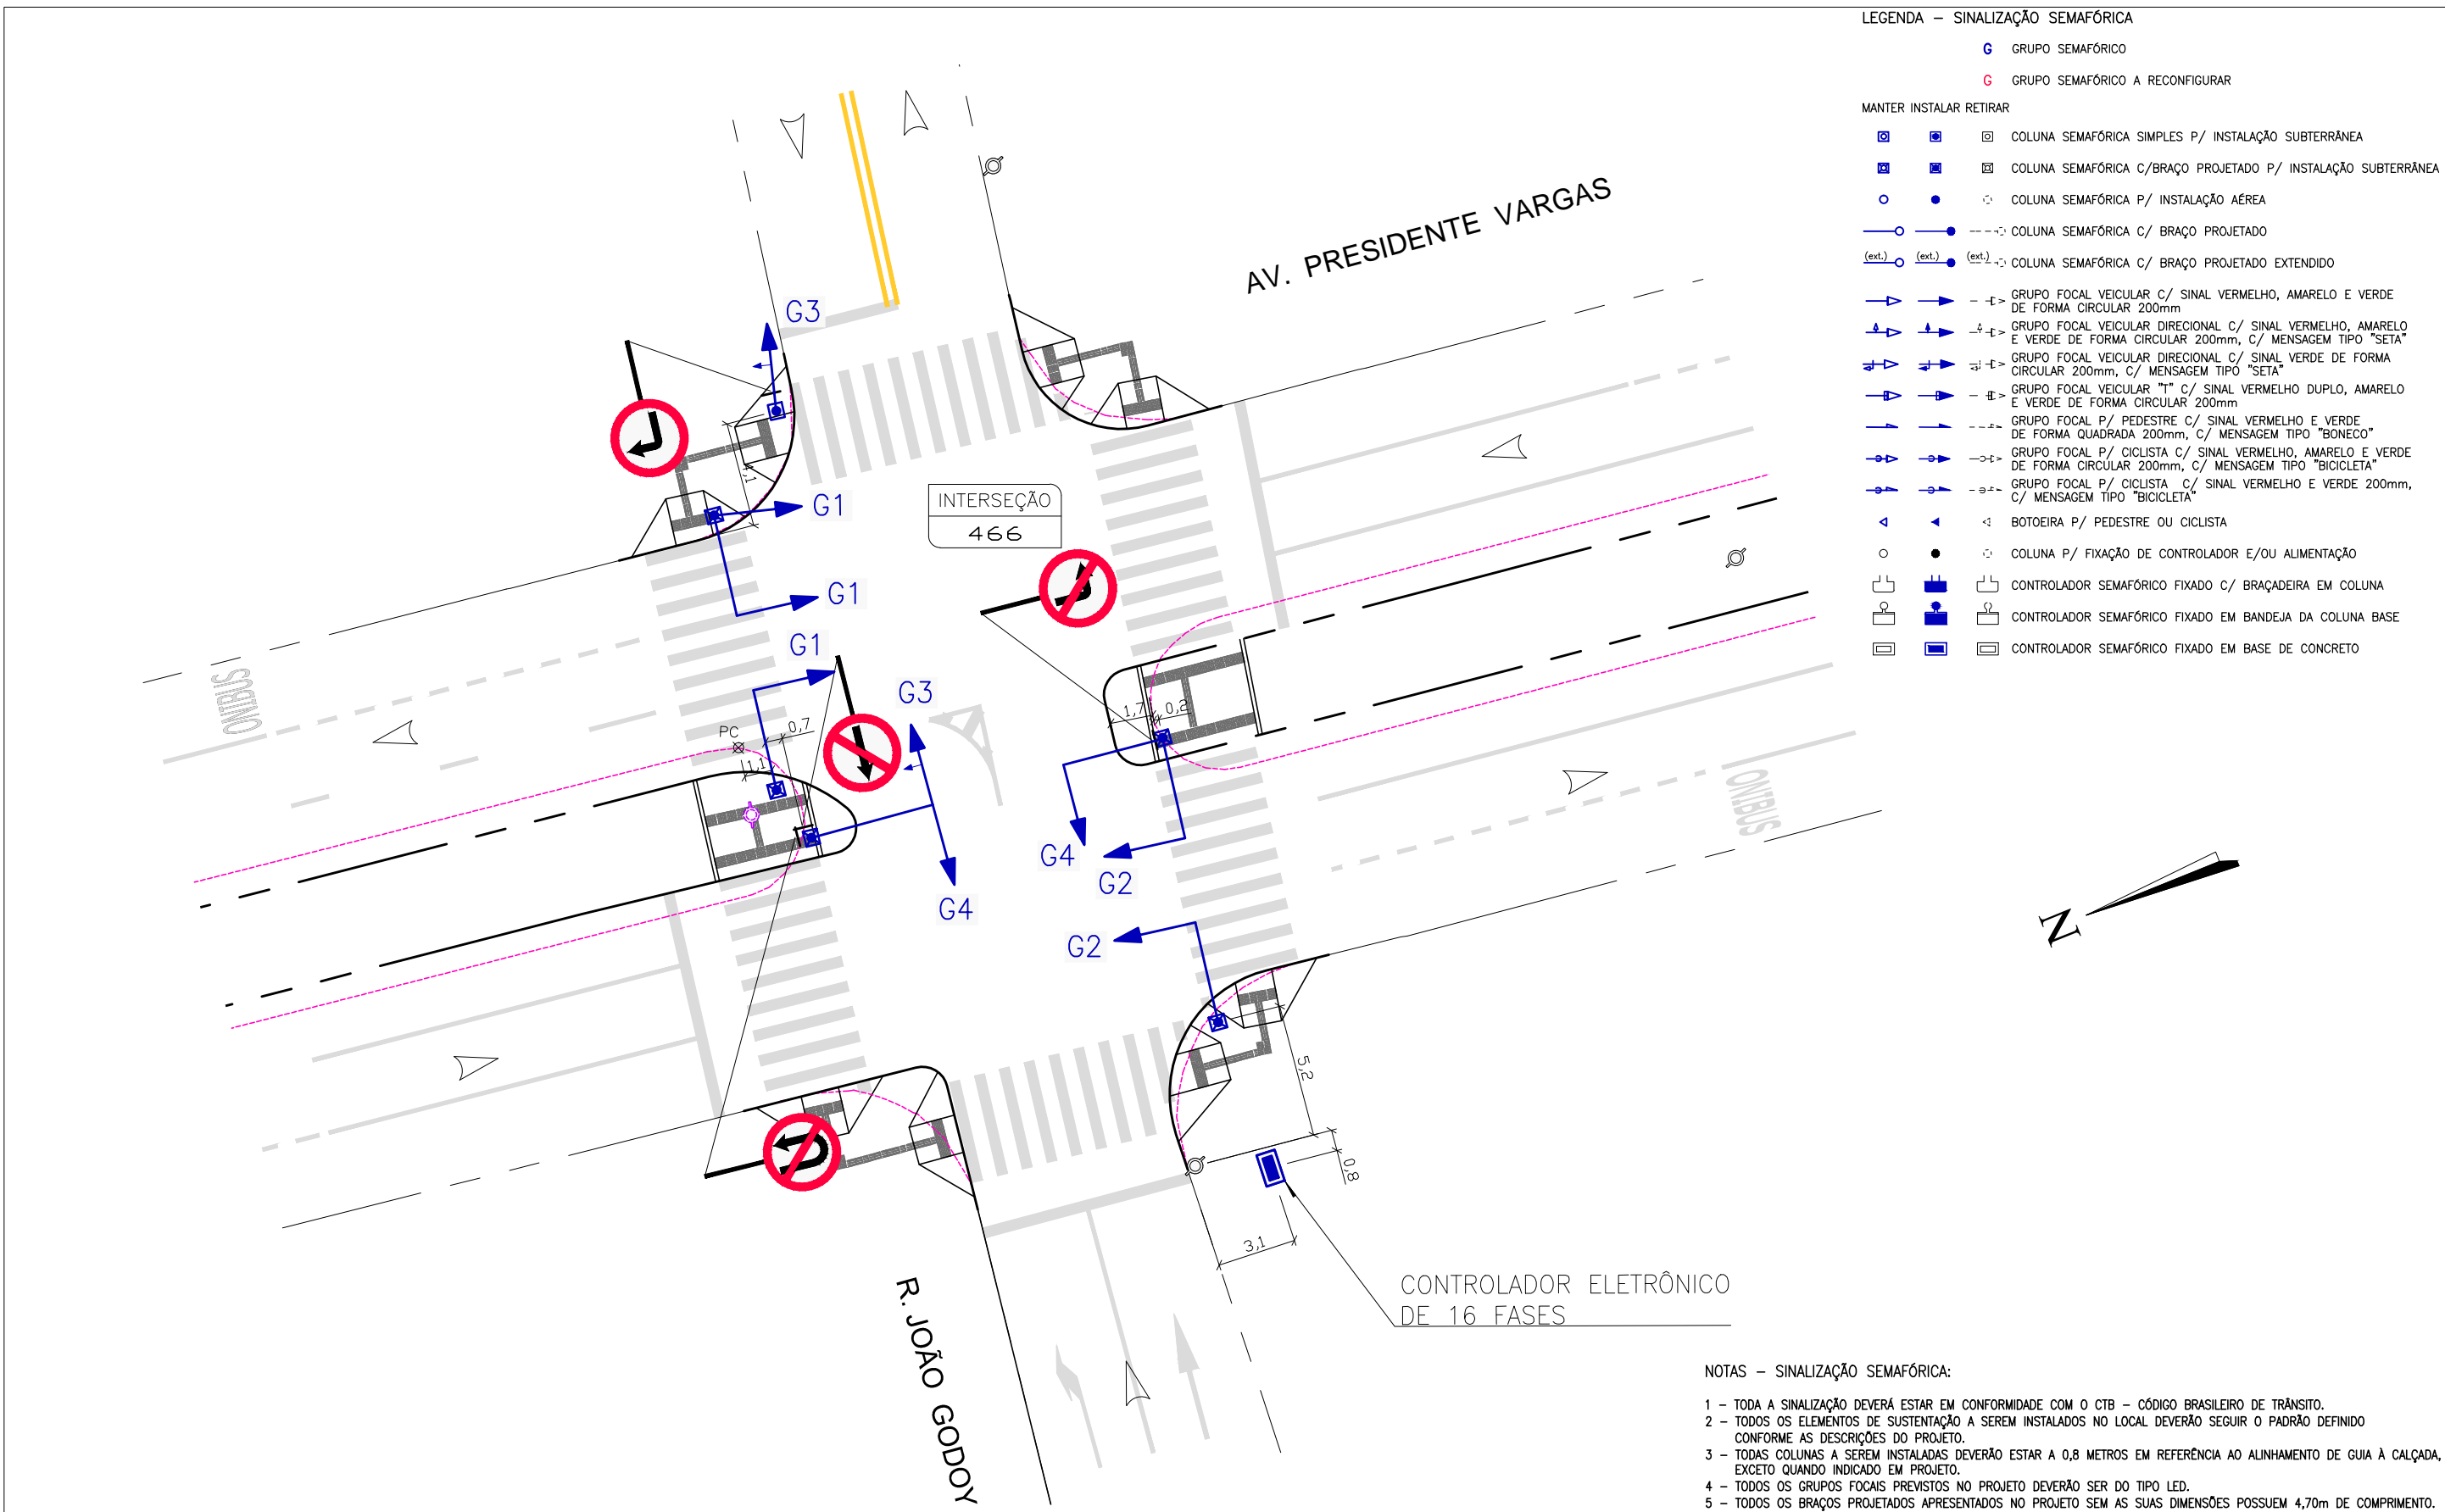 LEGENDA – SINALIZAÇÃO SEMAFÓRICA
G GRUPO SEMAFÓRICO
G GRUPO SEMAFÓRICO A RECONFIGURAR
MANTER INSTALAR RETIRAR
COLUNA SEMAFÓRICA SIMPLES P/ INSTALAÇÃO SUBTERRÂNEA
COLUNA SEMAFÓRICA C/BRAÇO PROJETADO P/ INSTALAÇÃO SUBTERRÂNEA
COLUNA SEMAFÓRICA P/ INSTALAÇÃO AÉREA
COLUNA SEMAFÓRICA C/ BRAÇO PROJETADO
(ext.) (ext.) (ext.) COLUNA SEMAFÓRICA C/ BRAÇO PROJETADO EXTENDIDO
GRUPO FOCAL VEICULAR C/ SINAL VERMELHO, AMARELO E VERDE
DE FORMA CIRCULAR 200mm
GRUPO FOCAL VEICULAR DIRECIONAL C/ SINAL VERMELHO, AMARELO
E VERDE DE FORMA CIRCULAR 200mm, C/ MENSAGEM TIPO "SETA"
GRUPO FOCAL VEICULAR DIRECIONAL C/ SINAL VERDE DE FORMA
CIRCULAR 200mm, C/ MENSAGEM TIPO "SETA"
GRUPO FOCAL VEICULAR "T" C/ SINAL VERMELHO DUPLO, AMARELO
E VERDE DE FORMA CIRCULAR 200mm
GRUPO FOCAL P/ PEDESTRE C/ SINAL VERMELHO E VERDE
DE FORMA QUADRADA 200mm, C/ MENSAGEM TIPO "BONECO"
GRUPO FOCAL P/ CICLISTA C/ SINAL VERMELHO, AMARELO E VERDE
DE FORMA CIRCULAR 200mm, C/ MENSAGEM TIPO "BICICLETA"
GRUPO FOCAL P/ CICLISTA C/ SINAL VERMELHO E VERDE 200mm,
C/ MENSAGEM TIPO "BICICLETA"
BOTOEIRA P/ PEDESTRE OU CICLISTA
COLUNA P/ FIXAÇÃO DE CONTROLADOR E/OU ALIMENTAÇÃO
CONTROLADOR SEMAFÓRICO FIXADO C/ BRAÇADEIRA EM COLUNA
CONTROLADOR SEMAFÓRICO FIXADO EM BANDEJA DA COLUNA BASE
CONTROLADOR SEMAFÓRICO FIXADO EM BASE DE CONCRETO
AV. PRESIDENTE VARGAS
G3
4,1
G1
INTERSEÇÃO
466
G1
G1
ONIBUS
G3
PC
0,7
1,1
1,7
0,2
ONIBUS
G4
G2
G4
G2
N
5,2
0,8
3,1
CONTROLADOR ELETRÔNICO
DE 16 FASES
R. JOÃO GODOY
NOTAS – SINALIZAÇÃO SEMAFÓRICA:
1 – TODA A SINALIZAÇÃO DEVERÁ ESTAR EM CONFORMIDADE COM O CTB – CÓDIGO BRASILEIRO DE TRÂNSITO.
2 – TODOS OS ELEMENTOS DE SUSTENTAÇÃO A SEREM INSTALADOS NO LOCAL DEVERÃO SEGUIR O PADRÃO DEFINIDO
CONFORME AS DESCRIÇÕES DO PROJETO.
3 – TODAS COLUNAS A SEREM INSTALADAS DEVERÃO ESTAR A 0,8 METROS EM REFERÊNCIA AO ALINHAMENTO DE GUIA À CALÇADA,
EXCETO QUANDO INDICADO EM PROJETO.
4 – TODOS OS GRUPOS FOCAIS PREVISTOS NO PROJETO DEVERÃO SER DO TIPO LED.
5 – TODOS OS BRAÇOS PROJETADOS APRESENTADOS NO PROJETO SEM AS SUAS DIMENSÕES POSSUEM 4,70m DE COMPRIMENTO.